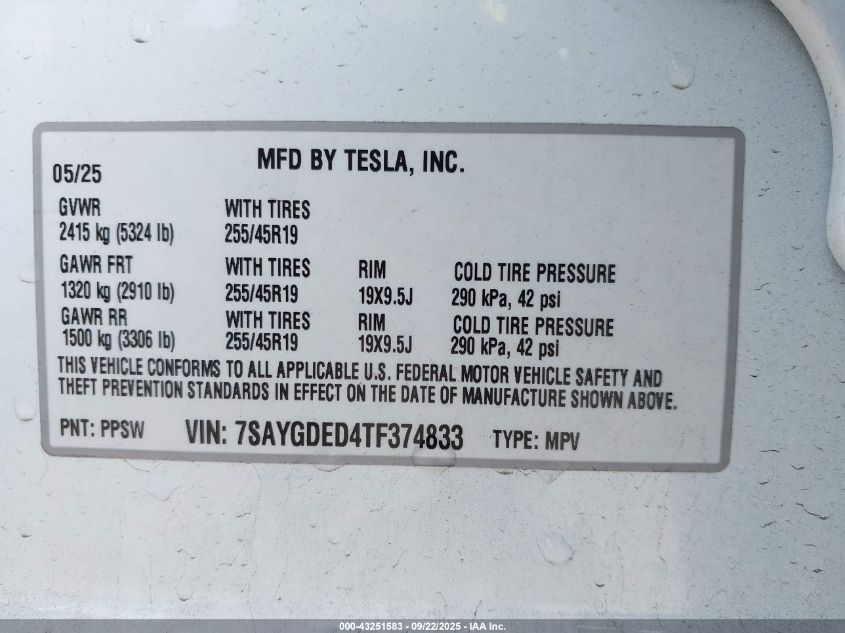 MFD BY TESLA, INC.
05/25
GVWR WITH TIRES
2415 kg (5324 lb) 255/45R19
GAWR FRT WITH TIRES RIM COLD TIRE PRESSURE
1320 kg (2910 lb) 255/45R19 19X9.5J 290 kPa, 42 psi
GAWR RR WITH TIRES RIM COLD TIRE PRESSURE
1500 kg (3306 lb) 255/45R19 19X9.5J 290 kPa, 42 psi
THIS VEHICLE CONFORMS TO ALL APPLICABLE U.S. FEDERAL MOTOR VEHICLE SAFETY AND
THEFT PREVENTION STANDARDS IN EFFECT ON THE DATE OF MANUFACTURE SHOWN ABOVE.
PNT: PPSW VIN: 7SAYGDED4TF374833 TYPE: MPV
000-43251583 - 09/22/2025 - IAA Inc.